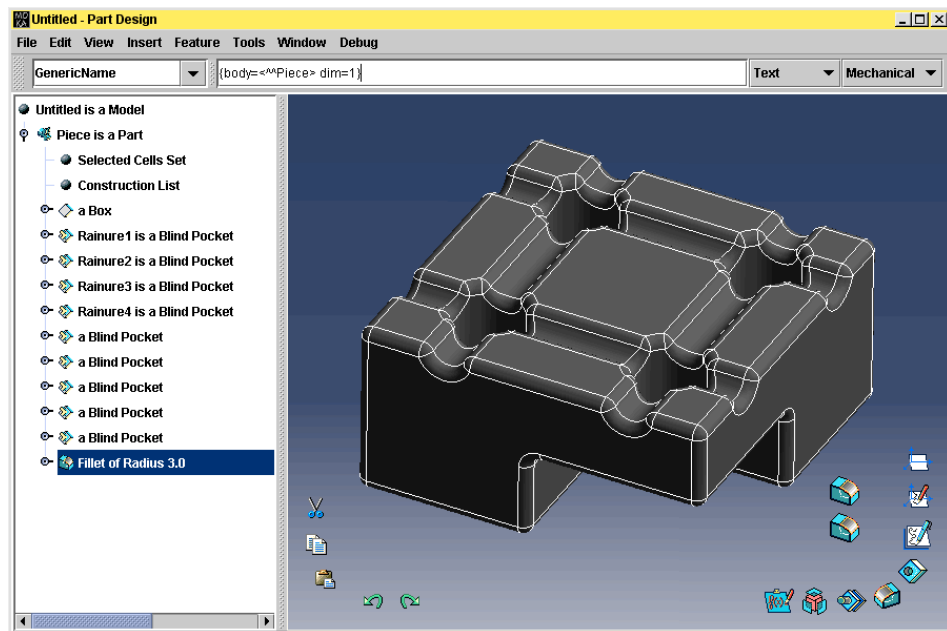 Untitled - Part Design
File Edit View Insert Feature Tools Window Debug
GenericName {body=<^^Piece> dim=1} Text Mechanical
Untitled is a Model
Piece is a Part
Selected Cells Set
Construction List
a Box
Rainure1 is a Blind Pocket
Rainure2 is a Blind Pocket
Rainure3 is a Blind Pocket
Rainure4 is a Blind Pocket
a Blind Pocket
a Blind Pocket
a Blind Pocket
a Blind Pocket
a Blind Pocket
Fillet of Radius 3.0